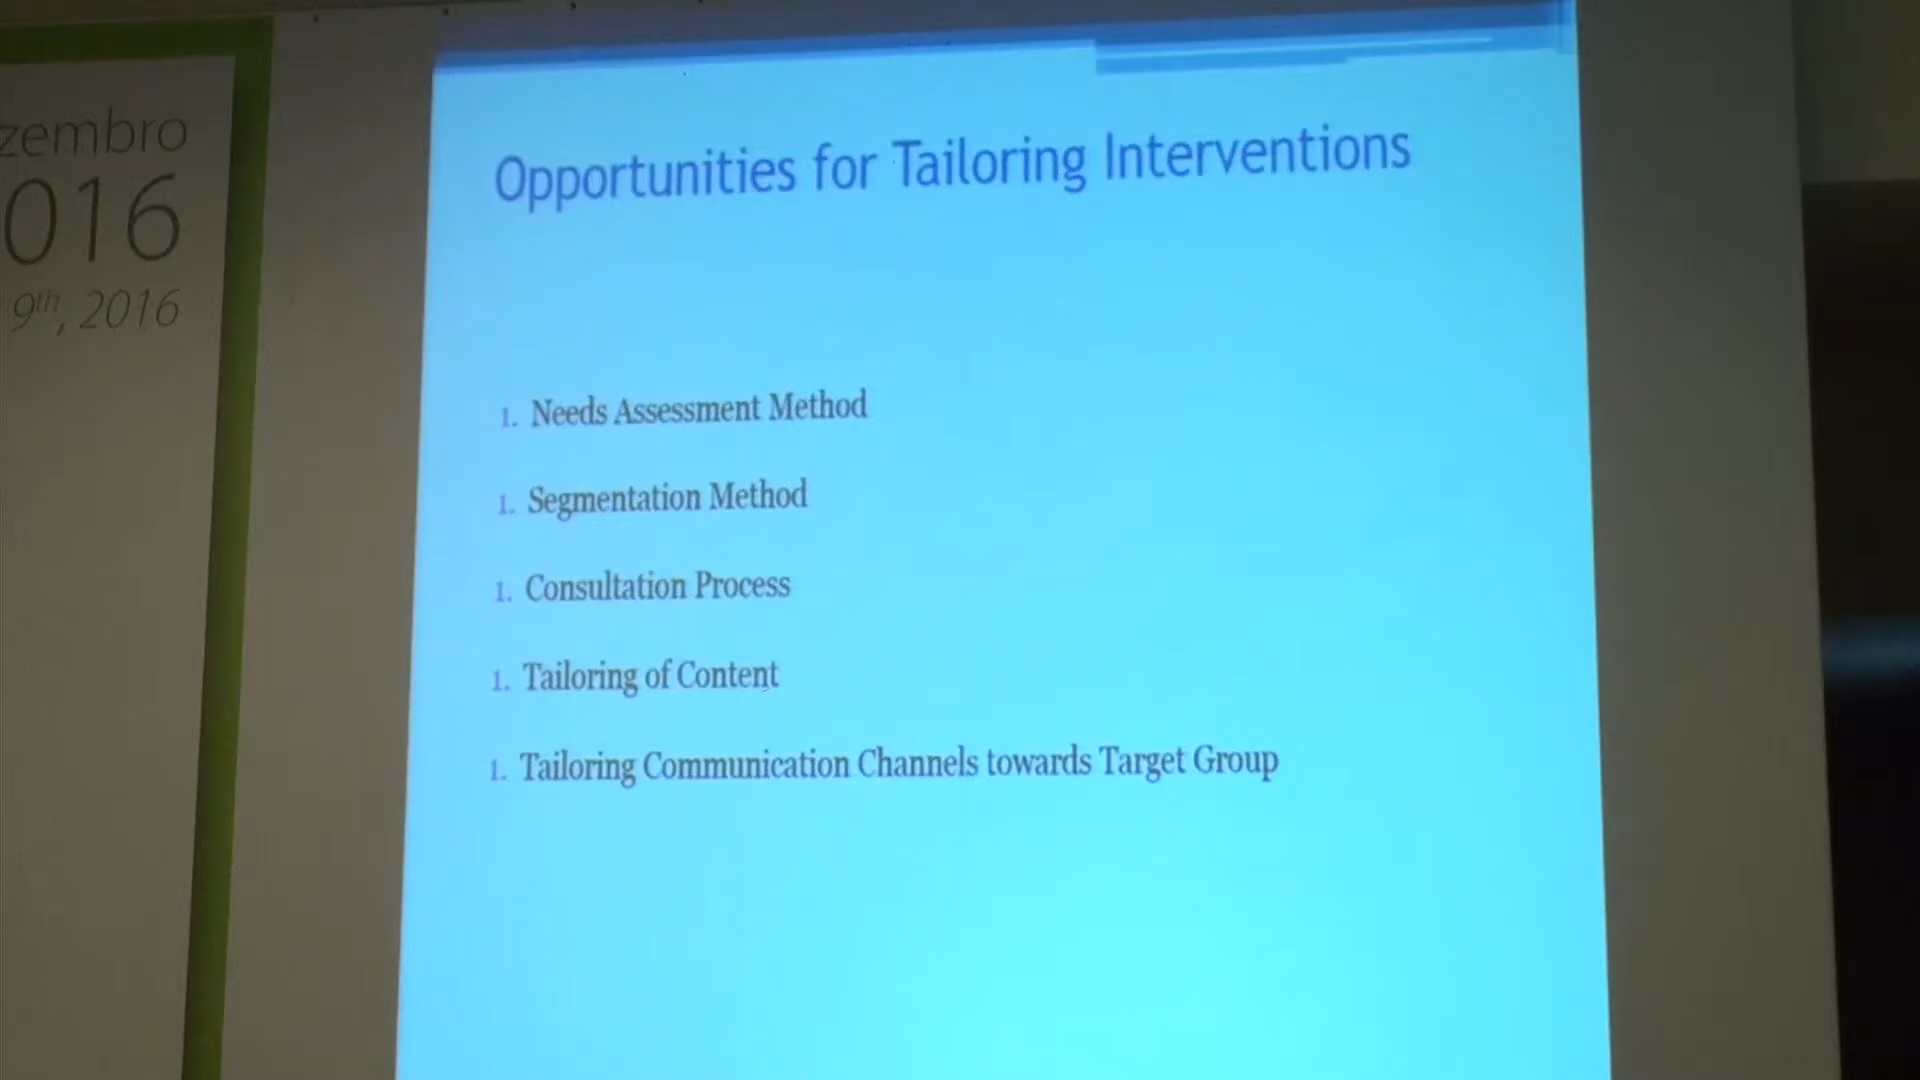 zembro
016
9th, 2016
Opportunities for Tailoring Interventions
1. Needs Assessment Method
1. Segmentation Method
1. Consultation Process
1. Tailoring of Content
1. Tailoring Communication Channels towards Target Group